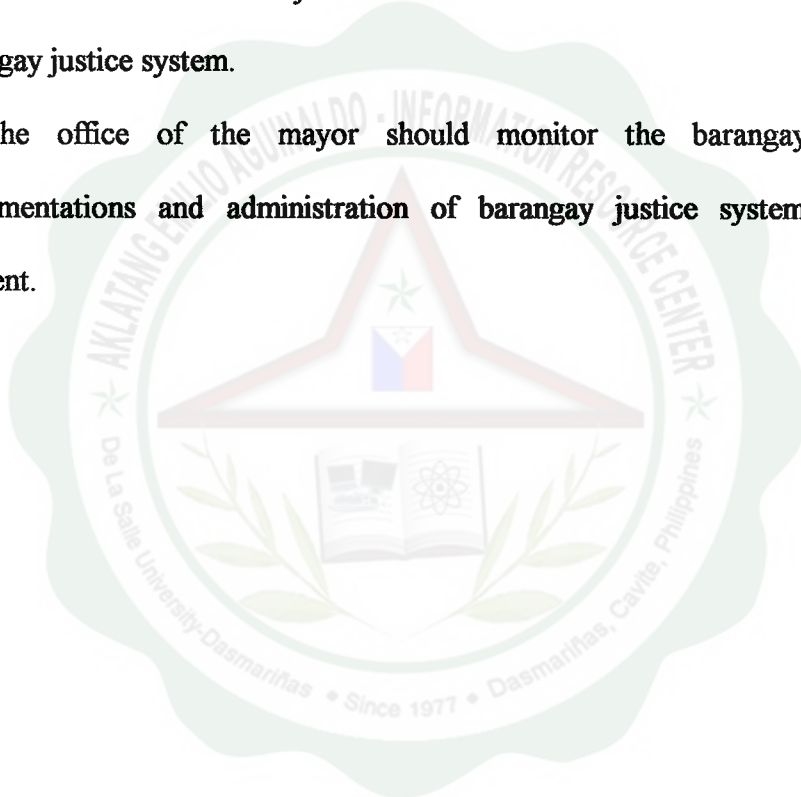 gay justice system.
he office of the mayor should monitor the barangay
mentations and administration of barangay justice system
ent.
AKLATANG EMILIO AGUINALDO - INFORMATION RESOURCE CENTER
De La Salle University-Dasmariñas • Since 1977 • Dasmariñas, Cavite, Philippines